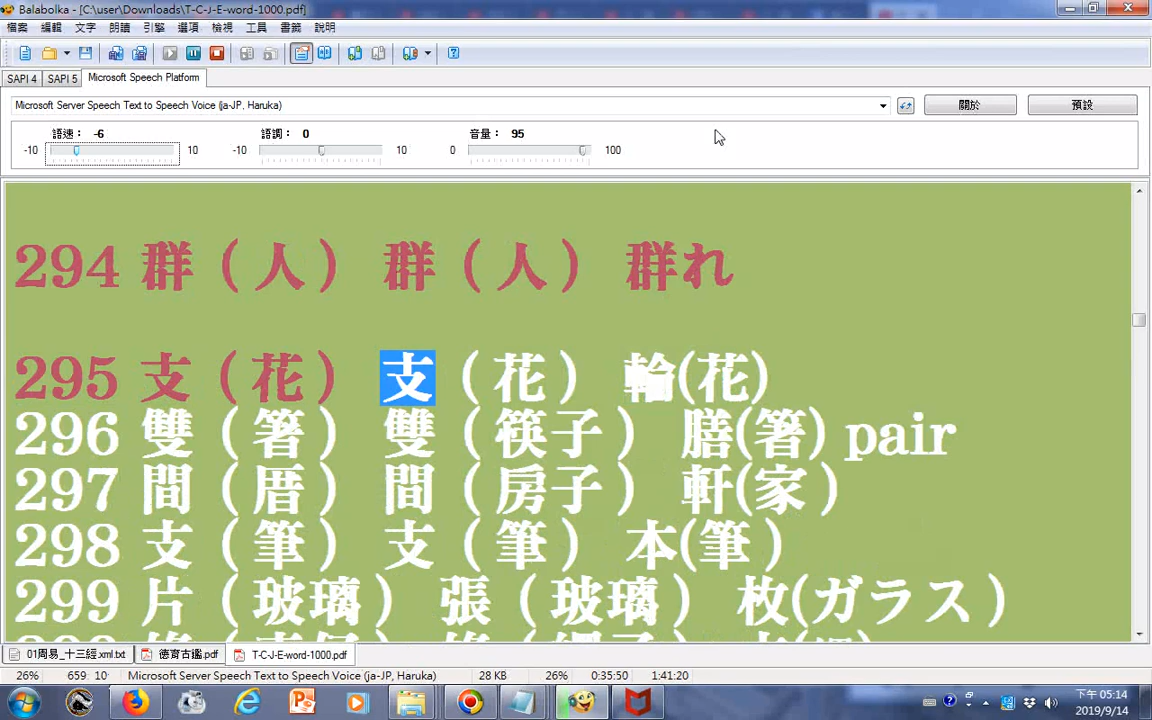 Balabolka - [C:\user\Downloads\T-C-J-E-word-1000.pdf]
檔案 編輯 文字 朗讀 引擎 選項 檢視 工具 書籤 說明
SAPI 4 SAPI 5 Microsoft Speech Platform
Microsoft Server Speech Text to Speech Voice (ja-JP, Haruka) 關於 預設
語速： -6 語調： 0 音量： 95
-10 10 -10 10 0 100
294 群（人） 群（人） 群れ
295 支（花） 支（花） 輪(花)
296 雙（箸） 雙（筷子） 膳(箸) pair
297 間（厝） 間（房子） 軒(家）
298 支（筆） 支（筆） 本(筆）
299 片（玻璃） 張（玻璃） 枚(ガラス）
01周易_十三經.xml.txt 德育古鑑.pdf T-C-J-E-word-1000.pdf
26% 659: 10 Microsoft Server Speech Text to Speech Voice (ja-JP, Haruka) 28 KB 26% 0:35:50 1:41:20
下午 05:14
2019/9/14